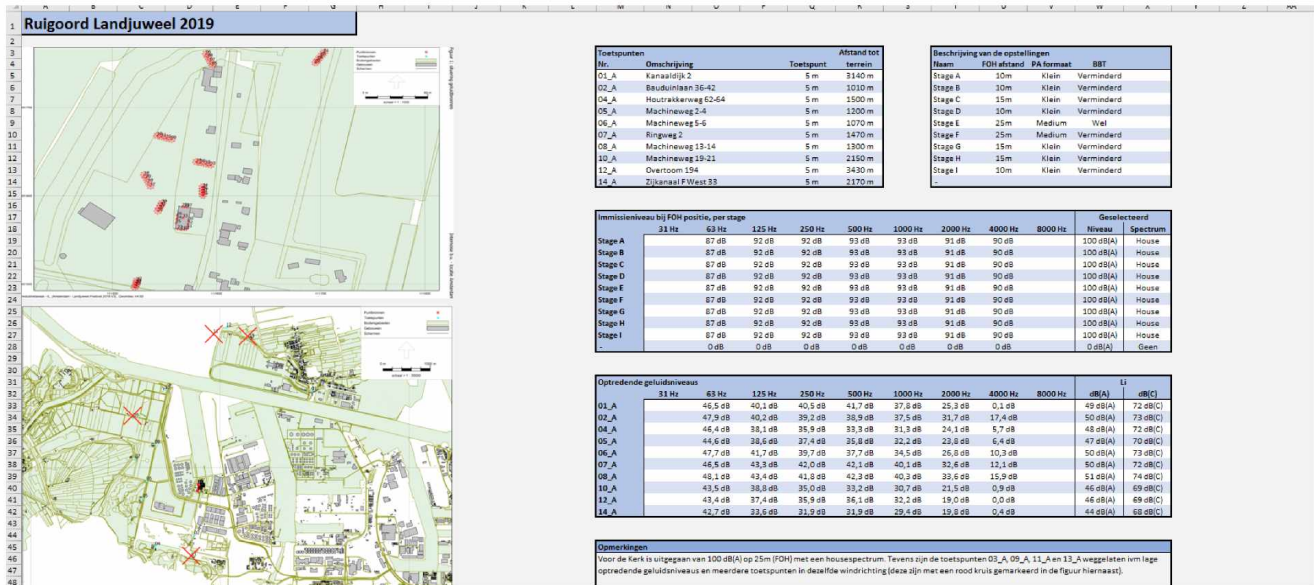 Ruigoord Landjuweel 2019
Toetspunten Afstand tot
Nr. Omschrijving Toetspunt terrein
01_A Kanaaldijk 2 5 m 3140 m
02_A Bauduinlaan 36-42 5 m 1010 m
04_A Houtrakkerweg 62-64 5 m 1500 m
05_A Machineweg 2-4 5 m 1200 m
06_A Machineweg 5-6 5 m 1070 m
07_A Ringweg 2 5 m 1470 m
08_A Machineweg 13-14 5 m 1300 m
10_A Machineweg 19-21 5 m 2150 m
12_A Overtoom 194 5 m 3430 m
14_A Zijkanaal F West 33 5 m 2170 m
Beschrijving van de opstellingen
Naam FOH afstand PA formaat BBT
Stage A 10m Klein Verminderd
Stage B 10m Klein Verminderd
Stage C 15m Klein Verminderd
Stage D 10m Klein Verminderd
Stage E 25m Medium Wel
Stage F 25m Medium Verminderd
Stage G 15m Klein Verminderd
Stage H 15m Klein Verminderd
Stage I 10m Klein Verminderd
-
Immissieniveau bij FOH positie, per stage Geselecteerd
31 Hz 63 Hz 125 Hz 250 Hz 500 Hz 1000 Hz 2000 Hz 4000 Hz 8000 Hz Niveau Spectrum
Stage A 87 dB 92 dB 92 dB 93 dB 93 dB 91 dB 90 dB 100 dB(A) House
Stage B 87 dB 92 dB 92 dB 93 dB 93 dB 91 dB 90 dB 100 dB(A) House
Stage C 87 dB 92 dB 92 dB 93 dB 93 dB 91 dB 90 dB 100 dB(A) House
Stage D 87 dB 92 dB 92 dB 93 dB 93 dB 91 dB 90 dB 100 dB(A) House
Stage E 87 dB 92 dB 92 dB 93 dB 93 dB 91 dB 90 dB 100 dB(A) House
Stage F 87 dB 92 dB 92 dB 93 dB 93 dB 91 dB 90 dB 100 dB(A) House
Stage G 87 dB 92 dB 92 dB 93 dB 93 dB 91 dB 90 dB 100 dB(A) House
Stage H 87 dB 92 dB 92 dB 93 dB 93 dB 91 dB 90 dB 100 dB(A) House
Stage I 87 dB 92 dB 92 dB 93 dB 93 dB 91 dB 90 dB 100 dB(A) House
- 0 dB 0 dB 0 dB 0 dB 0 dB 0 dB 0 dB 0 dB(A) Geen
Optredende geluidsniveaus Li
31 Hz 63 Hz 125 Hz 250 Hz 500 Hz 1000 Hz 2000 Hz 4000 Hz 8000 Hz dB(A) dB(C)
01_A 46,5 dB 40,1 dB 40,5 dB 41,7 dB 37,8 dB 25,3 dB 0,1 dB 49 dB(A) 72 dB(C)
02_A 47,9 dB 40,2 dB 39,2 dB 38,9 dB 37,5 dB 31,7 dB 17,4 dB 50 dB(A) 73 dB(C)
04_A 46,4 dB 38,1 dB 35,9 dB 33,3 dB 31,3 dB 24,1 dB 5,7 dB 48 dB(A) 72 dB(C)
05_A 44,6 dB 38,6 dB 37,4 dB 35,8 dB 32,2 dB 23,8 dB 6,4 dB 47 dB(A) 70 dB(C)
06_A 47,7 dB 41,7 dB 39,7 dB 37,7 dB 34,5 dB 26,8 dB 10,3 dB 50 dB(A) 73 dB(C)
07_A 46,5 dB 43,3 dB 42,0 dB 42,1 dB 40,1 dB 32,6 dB 12,1 dB 50 dB(A) 72 dB(C)
08_A 48,1 dB 43,4 dB 41,8 dB 42,3 dB 40,3 dB 33,6 dB 15,9 dB 51 dB(A) 74 dB(C)
10_A 43,5 dB 38,8 dB 35,0 dB 33,2 dB 30,7 dB 21,5 dB 0,9 dB 46 dB(A) 69 dB(C)
12_A 43,4 dB 37,4 dB 35,9 dB 36,1 dB 32,2 dB 19,0 dB 0,0 dB 46 dB(A) 69 dB(C)
14_A 42,7 dB 33,6 dB 31,9 dB 31,9 dB 29,4 dB 19,8 dB 0,4 dB 44 dB(A) 68 dB(C)
Opmerkingen
Voor de Kerk is uitgegaan van 100 dB(A) op 25m (FOH) met een housespectrum. Tevens zijn de toetspunten 03_A, 09_A, 11_A en 13_A weggelaten ivm lage
optredende geluidsniveaus en meerdere toetspunten in dezelfde windrichting (deze zijn met een rood kruis gemarkeerd in de figuur hiernaast).